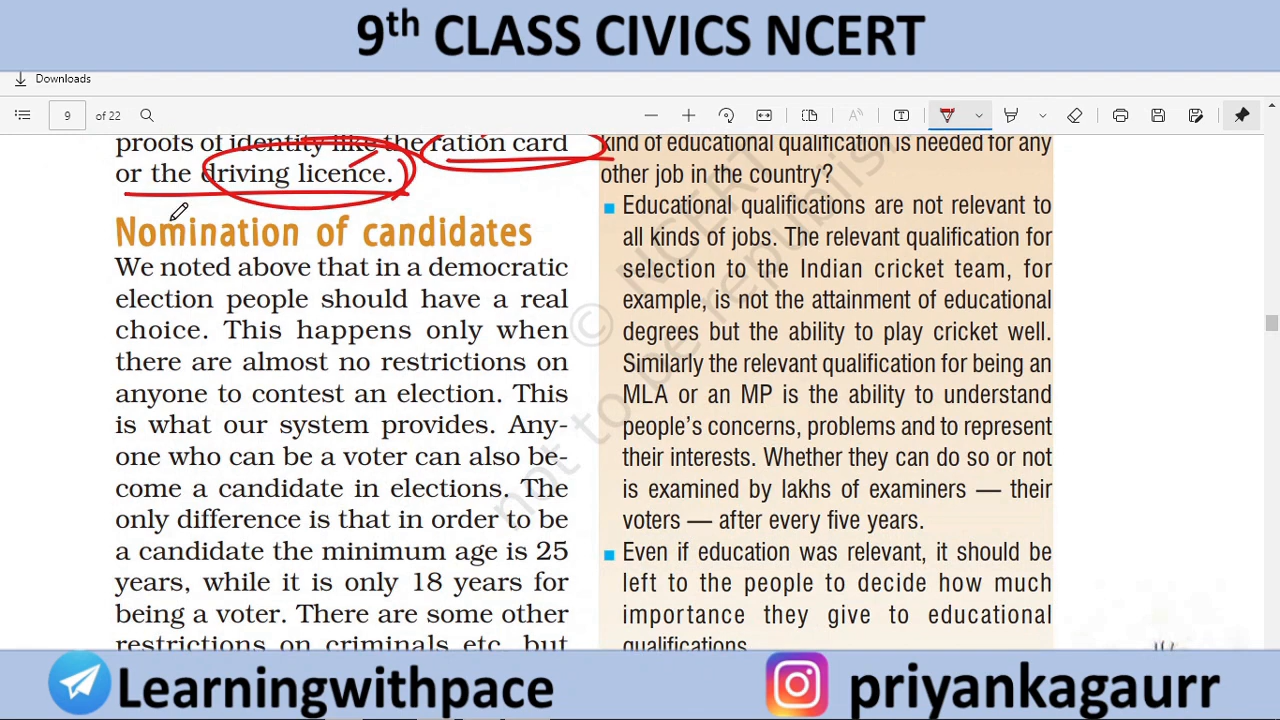 9th CLASS CIVICS NCERT
Downloads
9 of 22
proofs of identity like the ration card
or the driving licence.
Nomination of candidates
We noted above that in a democratic
election people should have a real
choice. This happens only when
there are almost no restrictions on
anyone to contest an election. This
is what our system provides. Any-
one who can be a voter can also be-
come a candidate in elections. The
only difference is that in order to be
a candidate the minimum age is 25
years, while it is only 18 years for
being a voter. There are some other
restrictions on criminals etc. but
kind of educational qualification is needed for any
other job in the country?
Educational qualifications are not relevant to
all kinds of jobs. The relevant qualification for
selection to the Indian cricket team, for
example, is not the attainment of educational
degrees but the ability to play cricket well.
Similarly the relevant qualification for being an
MLA or an MP is the ability to understand
people's concerns, problems and to represent
their interests. Whether they can do so or not
is examined by lakhs of examiners — their
voters — after every five years.
Even if education was relevant, it should be
left to the people to decide how much
importance they give to educational
qualifications.
© NCERT
not to be republis
Learningwithpace
priyankagaurr